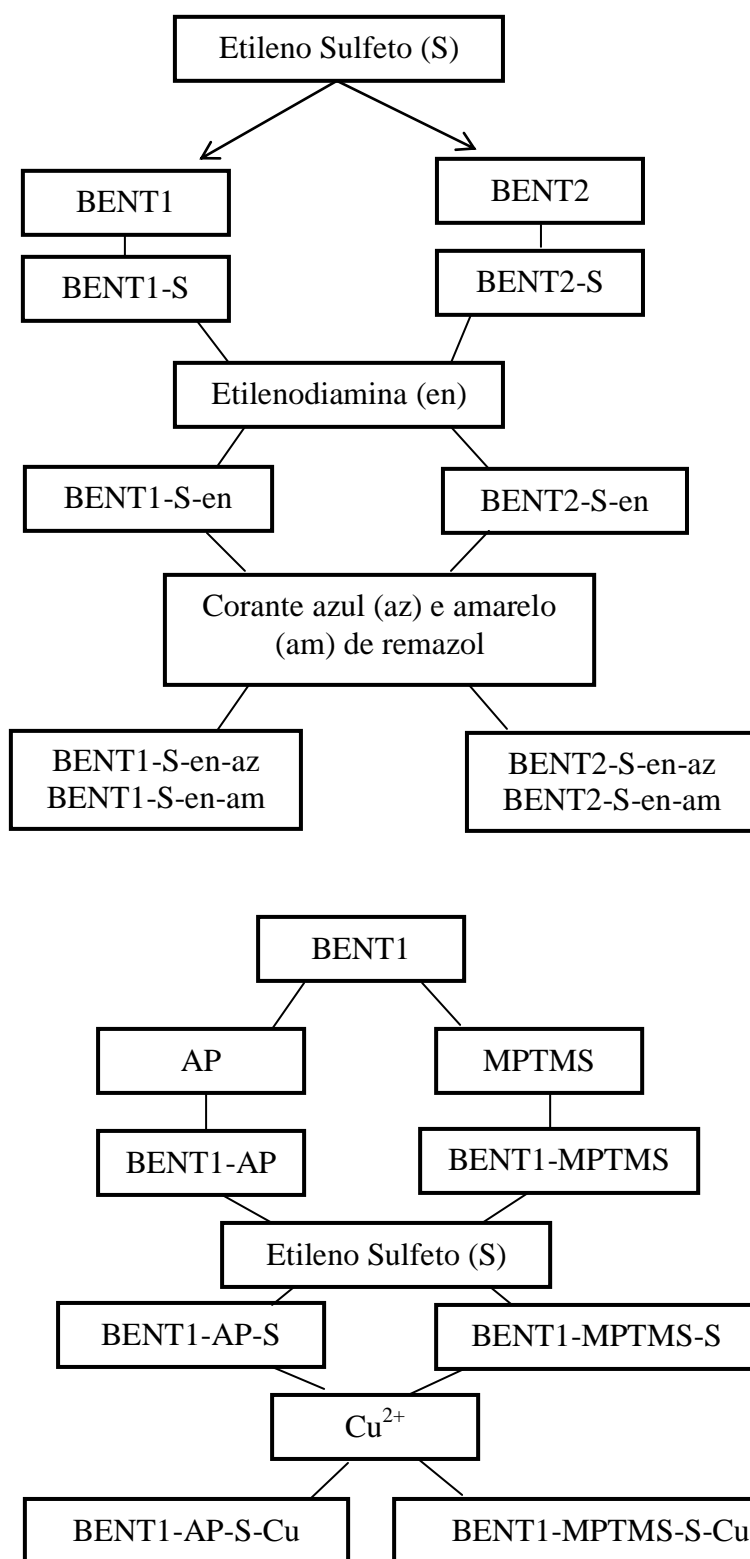 Etileno Sulfeto (S)
BENT1
BENT2
BENT1-S
BENT2-S
Etilenodiamina (en)
BENT1-S-en
BENT2-S-en
Corante azul (az) e amarelo
(am) de remazol
BENT1-S-en-az
BENT1-S-en-am
BENT2-S-en-az
BENT2-S-en-am
BENT1
AP
MPTMS
BENT1-AP
BENT1-MPTMS
Etileno Sulfeto (S)
BENT1-AP-S
BENT1-MPTMS-S
Cu²⁺
BENT1-AP-S-Cu
BENT1-MPTMS-S-Cu